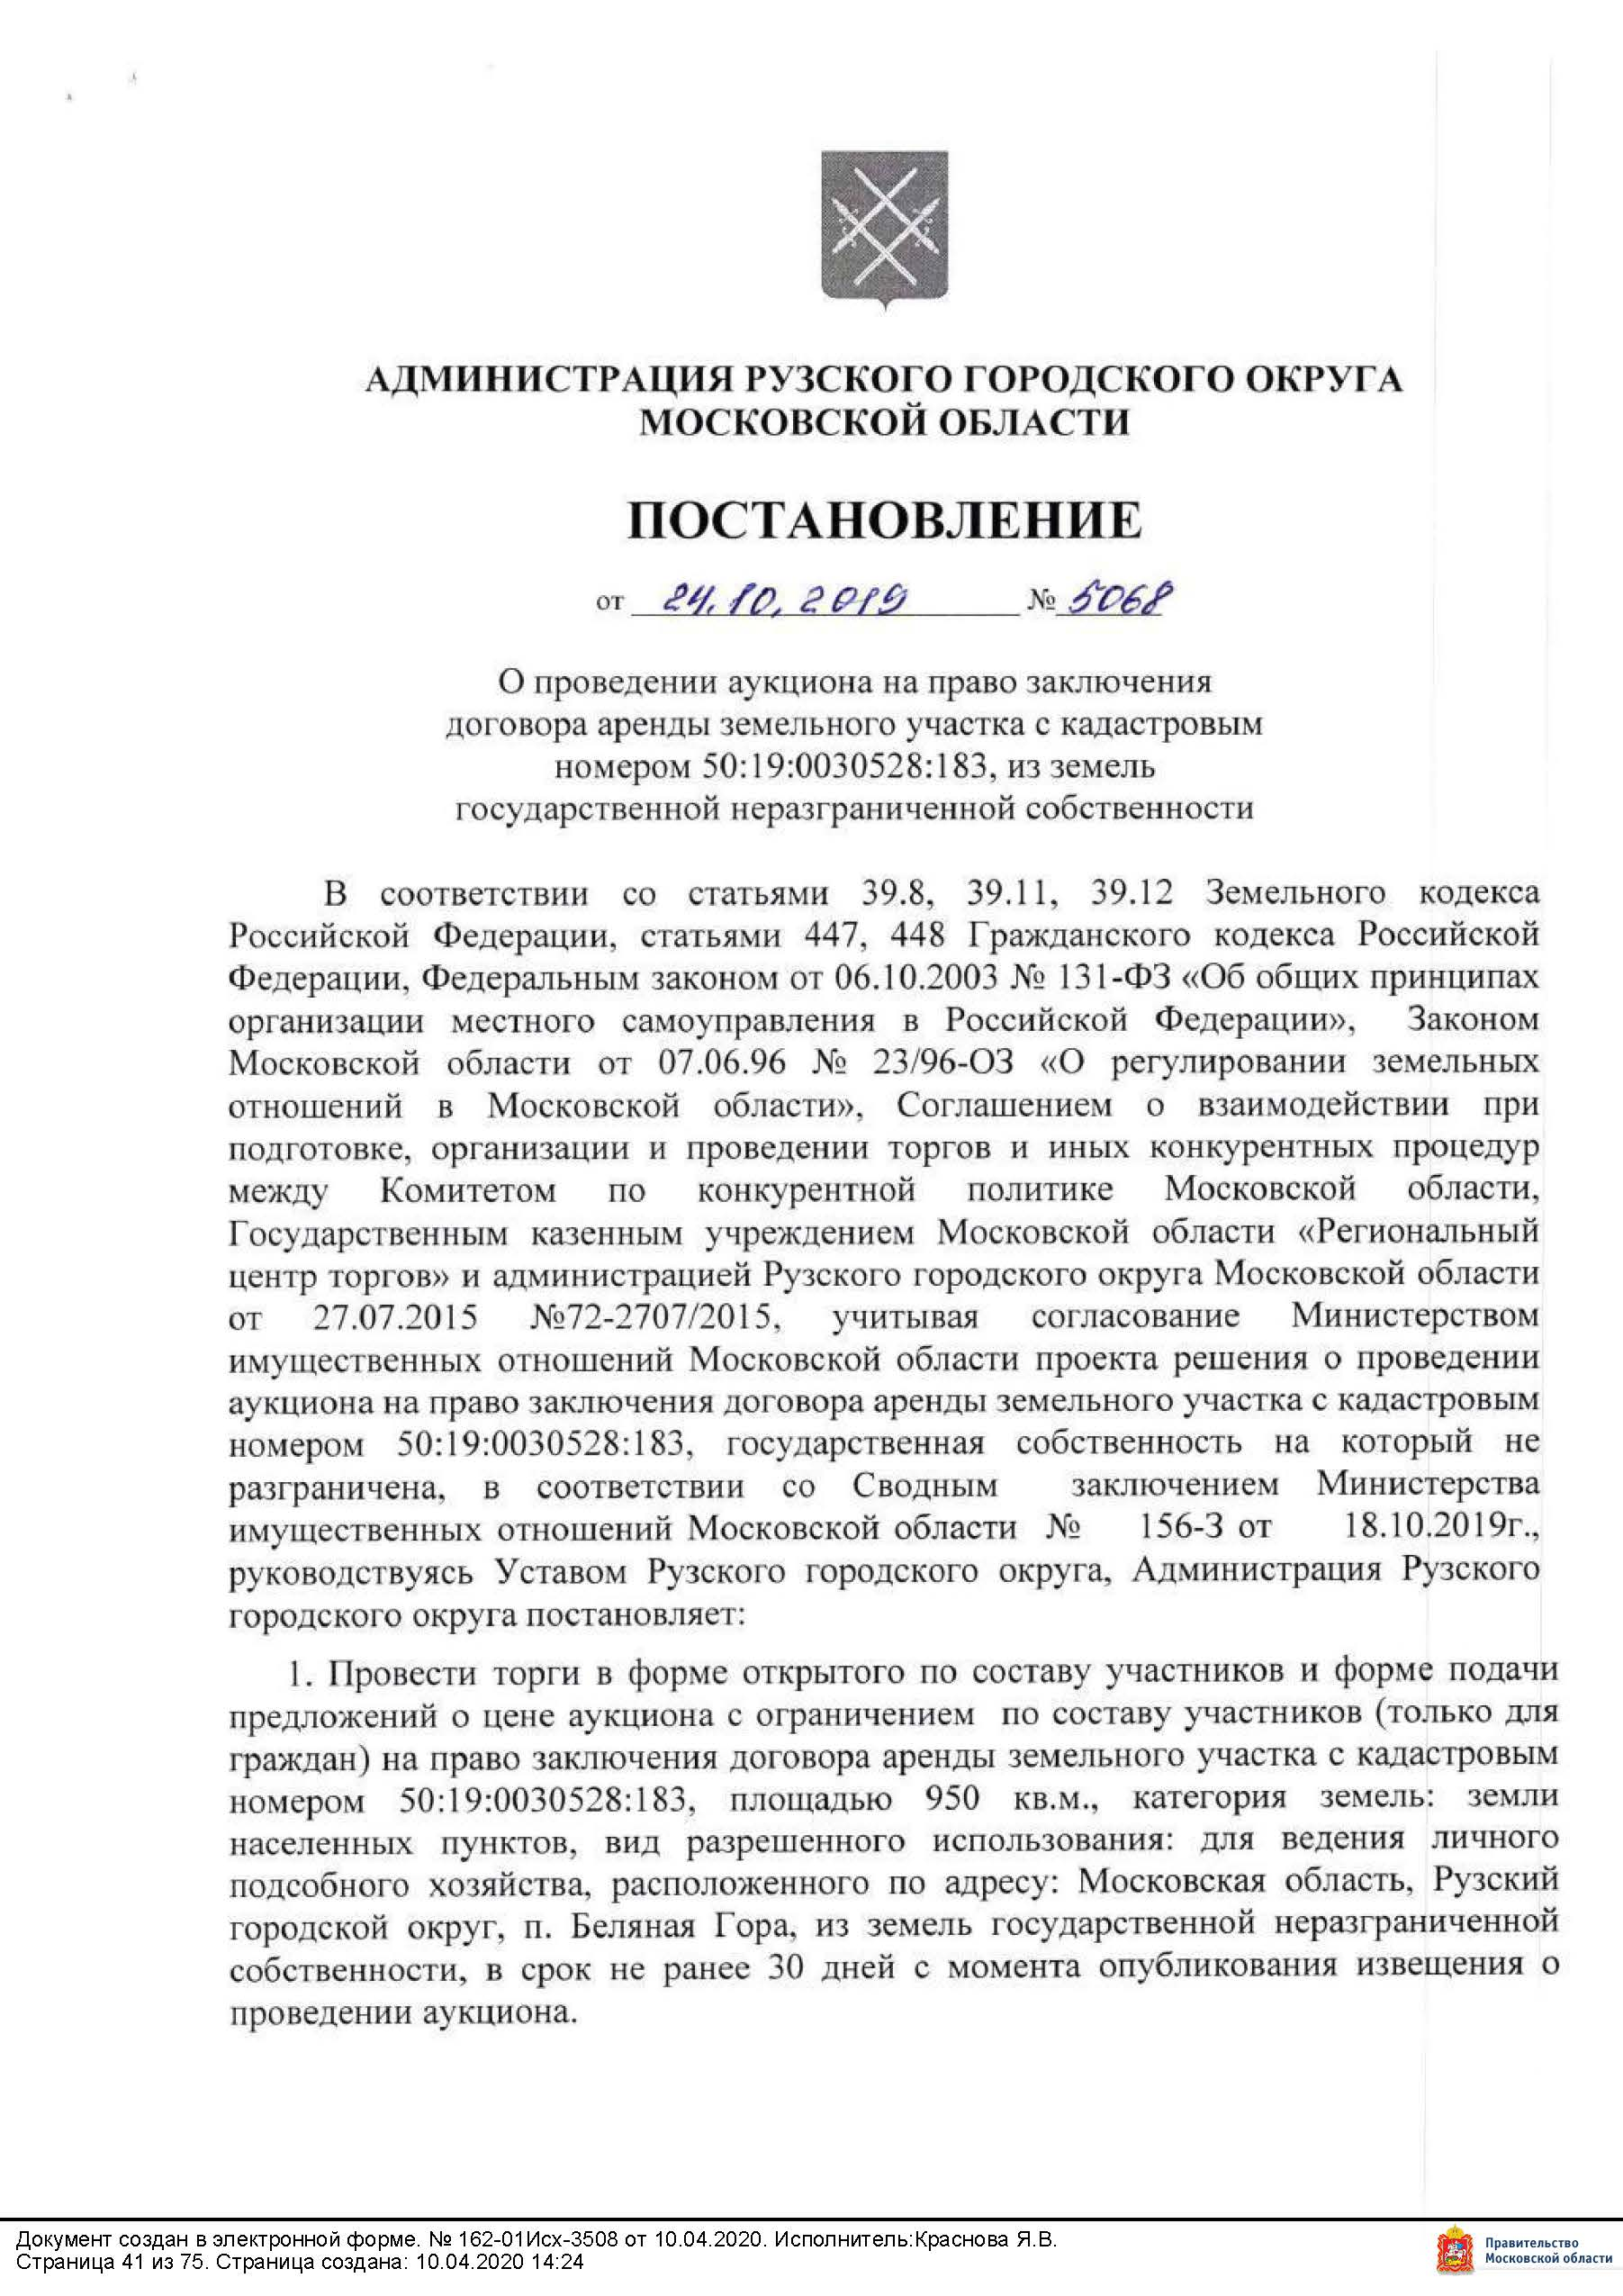 АДМИНИСТРАЦИЯ РУЗСКОГО ГОРОДСКОГО ОКРУГА
МОСКОВСКОЙ ОБЛАСТИ
ПОСТАНОВЛЕНИЕ
от 24.10.2019 № 5068
О проведении аукциона на право заключения
договора аренды земельного участка с кадастровым
номером 50:19:0030528:183, из земель
государственной неразграниченной собственности
В соответствии со статьями 39.8, 39.11, 39.12 Земельного кодекса
Российской Федерации, статьями 447, 448 Гражданского кодекса Российской
Федерации, Федеральным законом от 06.10.2003 № 131-ФЗ «Об общих принципах
организации местного самоуправления в Российской Федерации», Законом
Московской области от 07.06.96 № 23/96-ОЗ «О регулировании земельных
отношений в Московской области», Соглашением о взаимодействии при
подготовке, организации и проведении торгов и иных конкурентных процедур
между Комитетом по конкурентной политике Московской области,
Государственным казенным учреждением Московской области «Региональный
центр торгов» и администрацией Рузского городского округа Московской области
от 27.07.2015 №72-2707/2015, учитывая согласование Министерством
имущественных отношений Московской области проекта решения о проведении
аукциона на право заключения договора аренды земельного участка с кадастровым
номером 50:19:0030528:183, государственная собственность на который не
разграничена, в соответствии со Сводным заключением Министерства
имущественных отношений Московской области № 156-З от 18.10.2019г.,
руководствуясь Уставом Рузского городского округа, Администрация Рузского
городского округа постановляет:
1. Провести торги в форме открытого по составу участников и форме подачи
предложений о цене аукциона с ограничением по составу участников (только для
граждан) на право заключения договора аренды земельного участка с кадастровым
номером 50:19:0030528:183, площадью 950 кв.м., категория земель: земли
населенных пунктов, вид разрешенного использования: для ведения личного
подсобного хозяйства, расположенного по адресу: Московская область, Рузский
городской округ, п. Беляная Гора, из земель государственной неразграниченной
собственности, в срок не ранее 30 дней с момента опубликования извещения о
проведении аукциона.
Документ создан в электронной форме. № 162-01Исх-3508 от 10.04.2020. Исполнитель:Краснова Я.В.
Страница 41 из 75. Страница создана: 10.04.2020 14:24
Правительство
Московской области